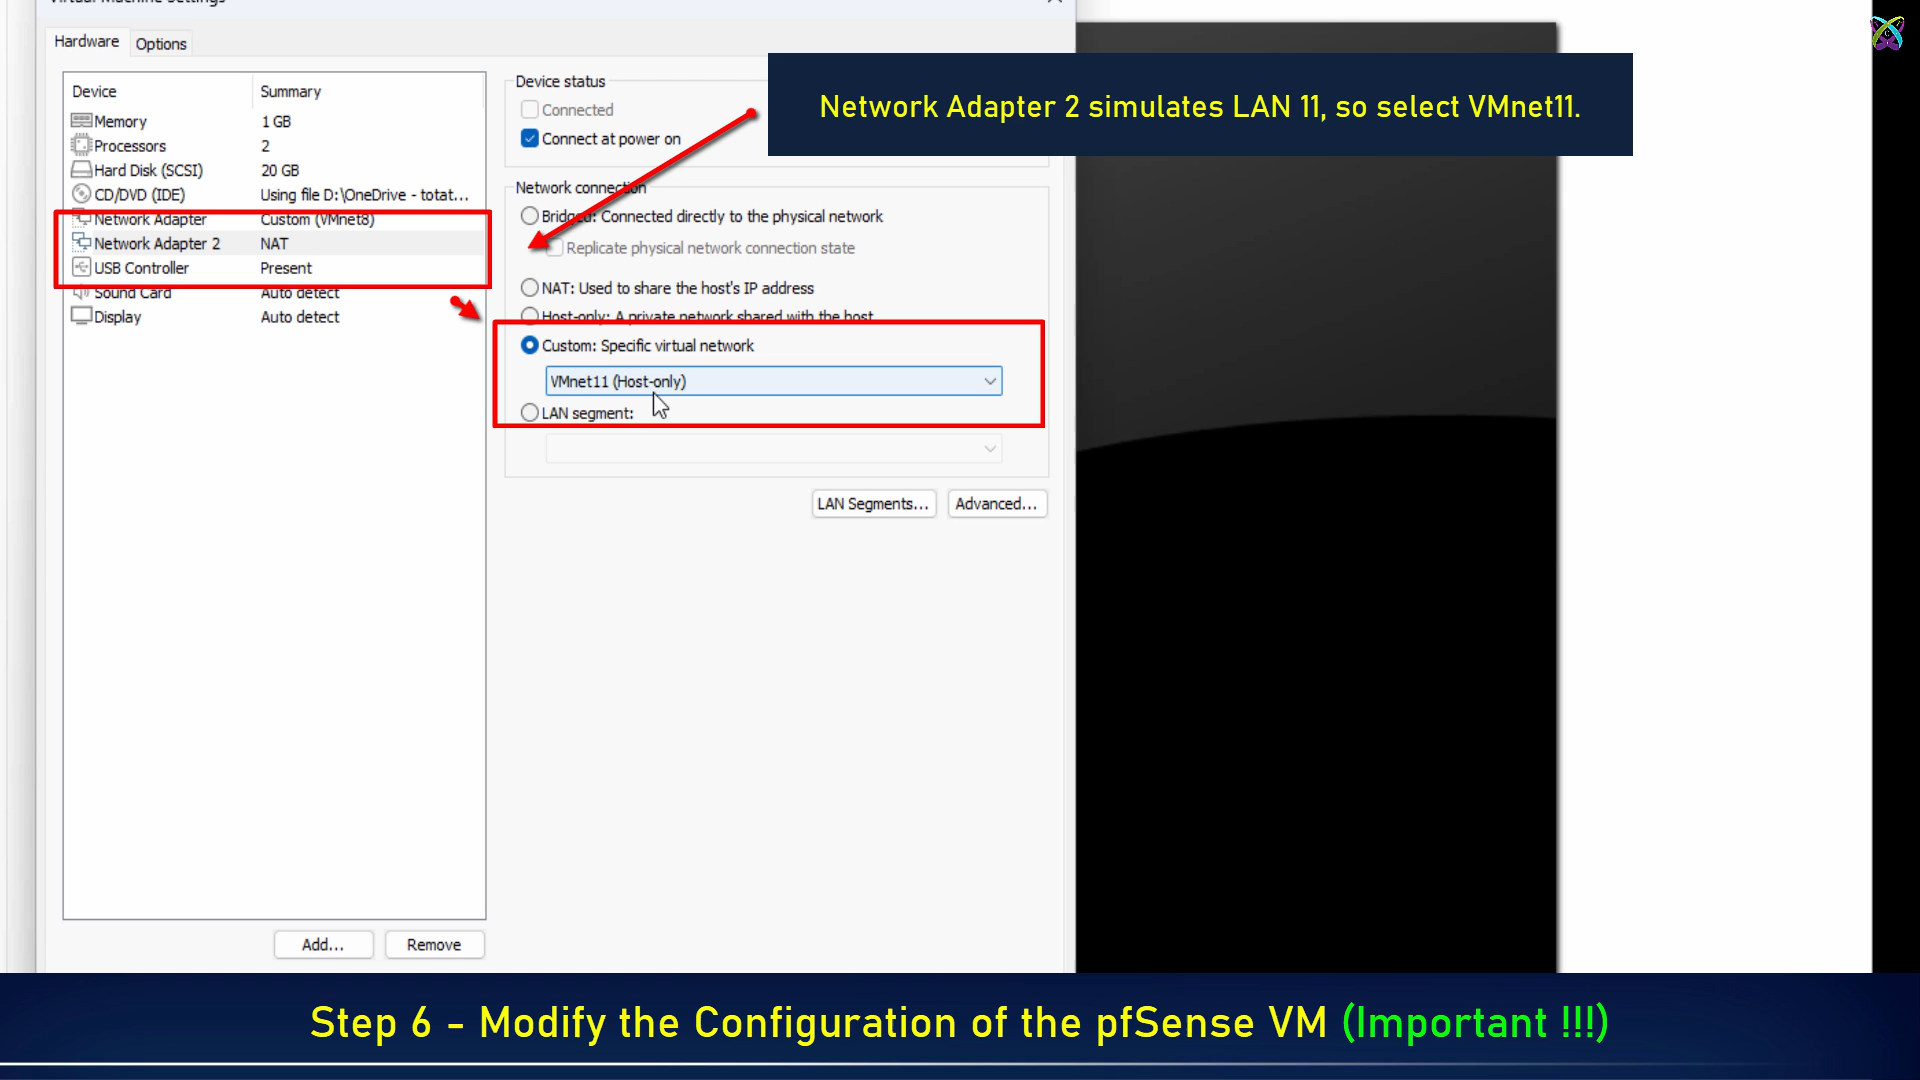 Virtual Machine Settings
Hardware
Options
Network Adapter 2 simulates LAN 11, so select VMnet11.
Device Summary
Memory 1 GB
Processors 2
Hard Disk (SCSI) 20 GB
CD/DVD (IDE) Using file D:\OneDrive - totat...
Network Adapter Custom (VMnet8)
Network Adapter 2 NAT
USB Controller Present
Sound Card Auto detect
Display Auto detect
Device status
Connected
Connect at power on
Network connection
Bridged: Connected directly to the physical network
Replicate physical network connection state
NAT: Used to share the host's IP address
Host-only: A private network shared with the host
Custom: Specific virtual network
VMnet11 (Host-only)
LAN segment:
LAN Segments... Advanced...
Add... Remove
Step 6 - Modify the Configuration of the pfSense VM (Important !!!)